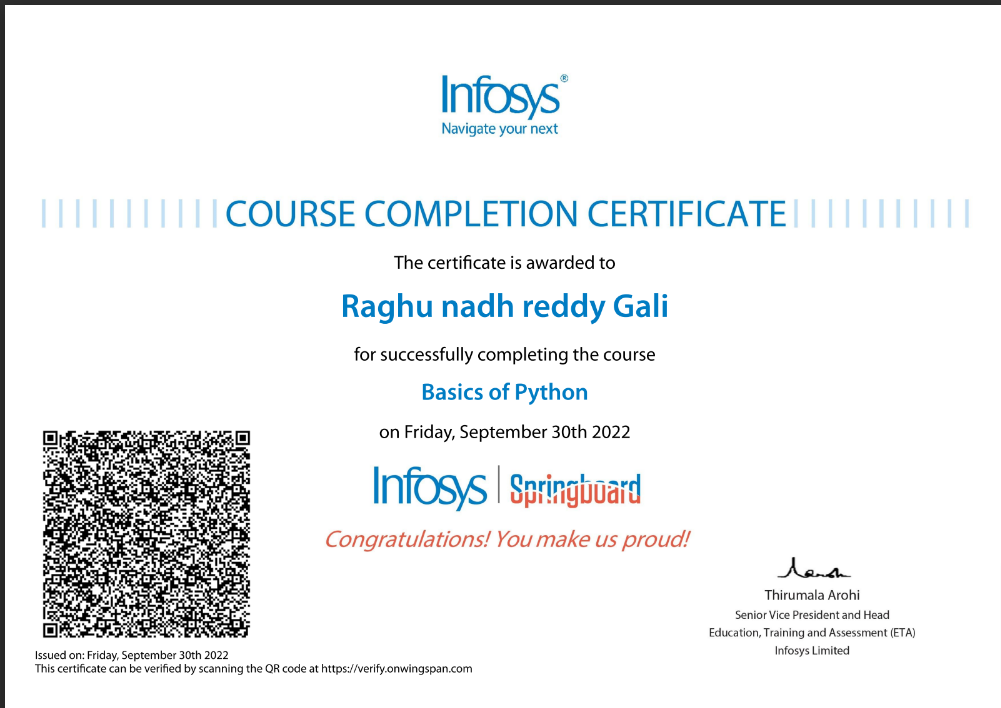 Infosys®
Navigate your next
COURSE COMPLETION CERTIFICATE
The certificate is awarded to
Raghu nadh reddy Gali
for successfully completing the course
Basics of Python
on Friday, September 30th 2022
Infosys | Springboard
Congratulations! You make us proud!
Thirumala Arohi
Senior Vice President and Head
Education, Training and Assessment (ETA)
Infosys Limited
Issued on: Friday, September 30th 2022
This certificate can be verified by scanning the QR code at https://verify.onwingspan.com